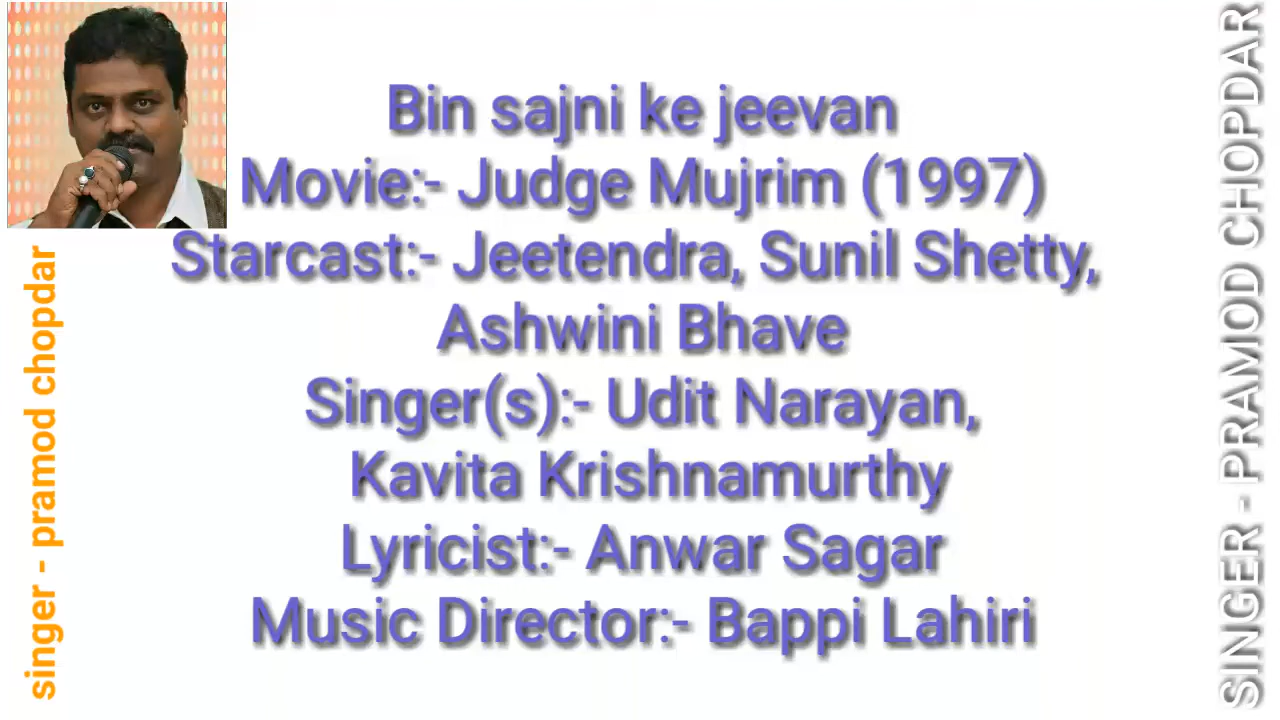 Bin sajni ke jeevan
Movie:- Judge Mujrim (1997)
Starcast:- Jeetendra, Sunil Shetty,
Ashwini Bhave
Singer(s):- Udit Narayan,
Kavita Krishnamurthy
Lyricist:- Anwar Sagar
Music Director:- Bappi Lahiri
singer - pramod chopdar
SINGER - PRAMOD CHOPDAR